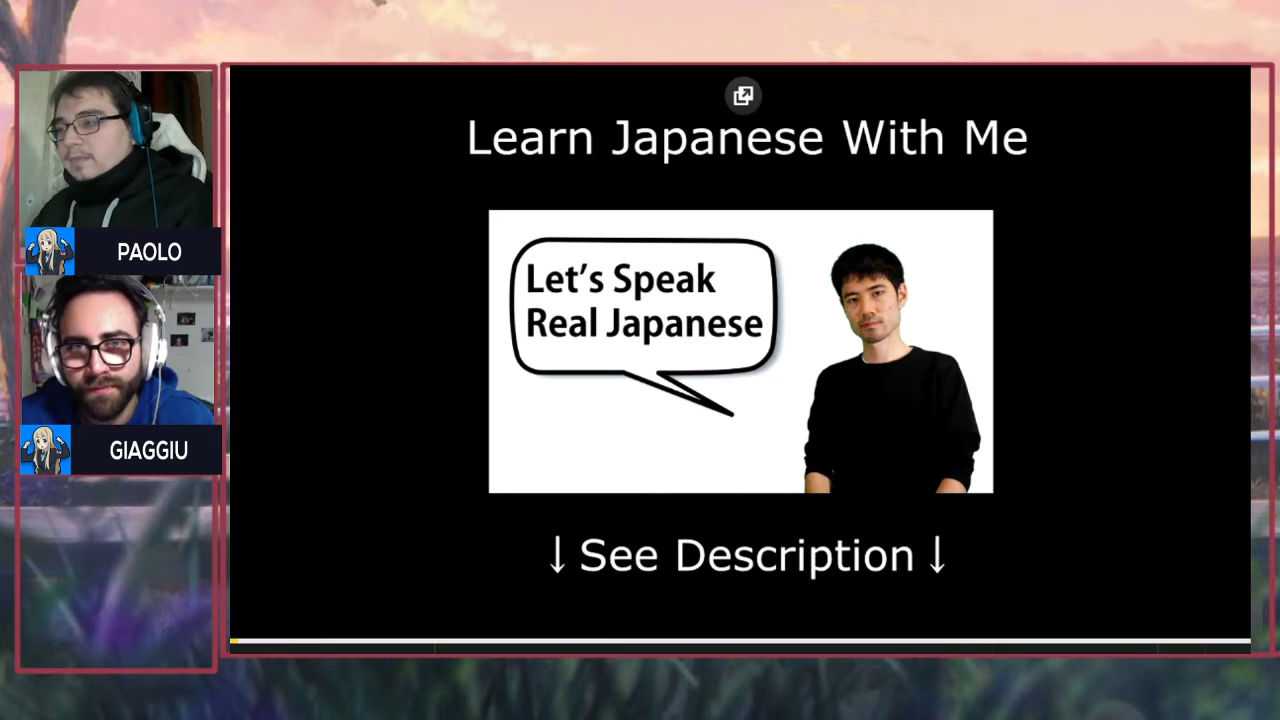 Learn Japanese With Me
Let's Speak
Real Japanese
↓ See Description ↓
PAOLO
GIAGGIU